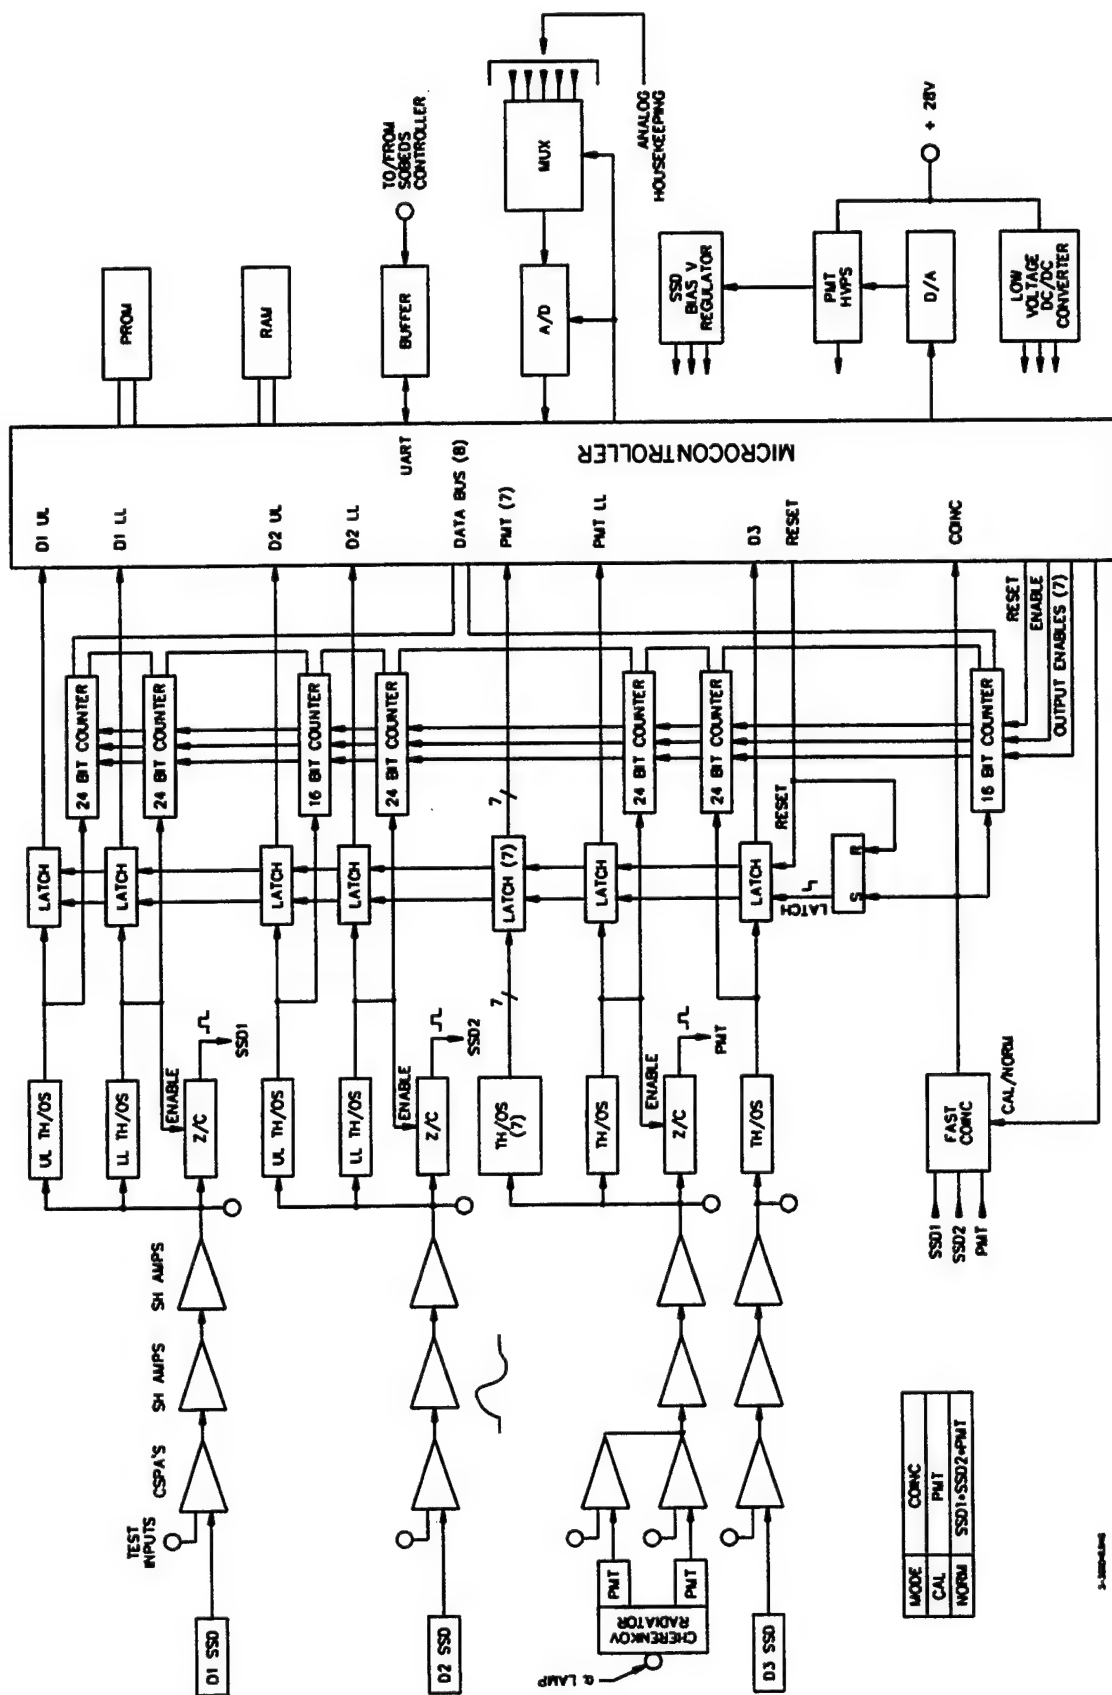 TEST
INPUTS
CSPA'S
SH AMPS
SH AMPS
D1 SSD
UL TH/OS
LL TH/OS
ENABLE
Z/C
SSD1
LATCH
LATCH
24 BIT COUNTER
24 BIT COUNTER
D1 UL
D1 LL
D2 SSD
UL TH/OS
LL TH/OS
ENABLE
Z/C
SSD2
LATCH
LATCH
16 BIT COUNTER
24 BIT COUNTER
D2 UL
D2 LL
DATA BUS (8)
α LAMP
CHERENKOV
RADIATOR
PMT
PMT
TH/OS
(7)
7
LATCH (7)
7
PMT (7)
TH/OS
ENABLE
Z/C
PMT
LATCH
24 BIT COUNTER
24 BIT COUNTER
PMT LL
D3 SSD
TH/OS
LATCH
D3
RESET
RESET
LATCH
S R
SSD1
SSD2
PMT
FAST
COINC
CAL/NORM
16 BIT COUNTER
COINC
RESET
ENABLE
OUTPUT ENABLES (7)
MICROCONTROLLER
UART
PROM
RAM
BUFFER
TO/FROM
SOBEDS
CONTROLLER
A/D
MUX
ANALOG
HOUSEKEEPING
SSD
BIAS V
REGULATOR
PMT
HVPS
D/A
LOW
VOLTAGE
DC/DC
CONVERTER
+ 28V
MODE COINC
CAL PMT
NORM SSD1•SSD2•PMT